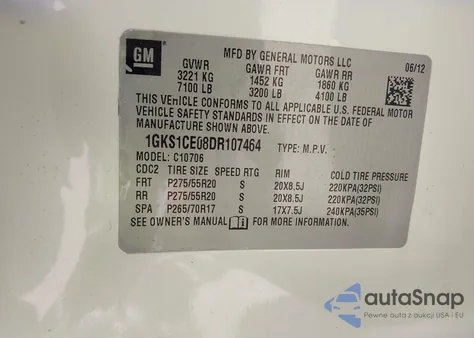 GM
MFD BY GENERAL MOTORS LLC
06/12
GVWR GAWR FRT GAWR RR
3221 KG 1452 KG 1860 KG
7100 LB 3200 LB 4100 LB
THIS VEHICLE CONFORMS TO ALL APPLICABLE U.S. FEDERAL MOTOR
VEHICLE SAFETY STANDARDS IN EFFECT ON THE DATE OF
MANUFACTURE SHOWN ABOVE.
1GKS1CE08DR107464 TYPE: M.P.V.
MODEL: C10706
CDC2 TIRE SIZE SPEED RTG RIM COLD TIRE PRESSURE
FRT P275/55R20 S 20X8.5J 220KPA(32PSI)
RR P275/55R20 S 20X8.5J 220KPA(32PSI)
SPA P265/70R17 S 17X7.5J 240KPA(35PSI)
SEE OWNER'S MANUAL FOR MORE INFORMATION.
autoSnap
Pewne auto z aukcji USA i EU